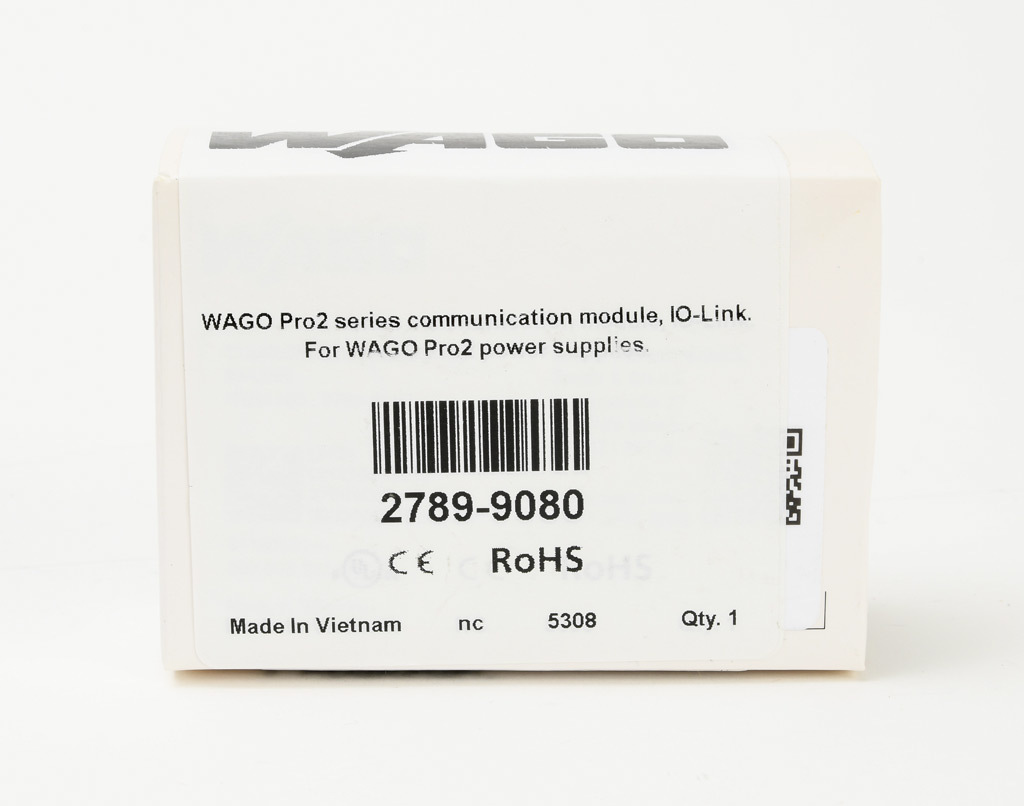 WAGO
WAGO Pro2 series communication module, IO-Link.
For WAGO Pro2 power supplies.
2789-9080
CE RoHS
Made In Vietnam nc 5308 Qty. 1